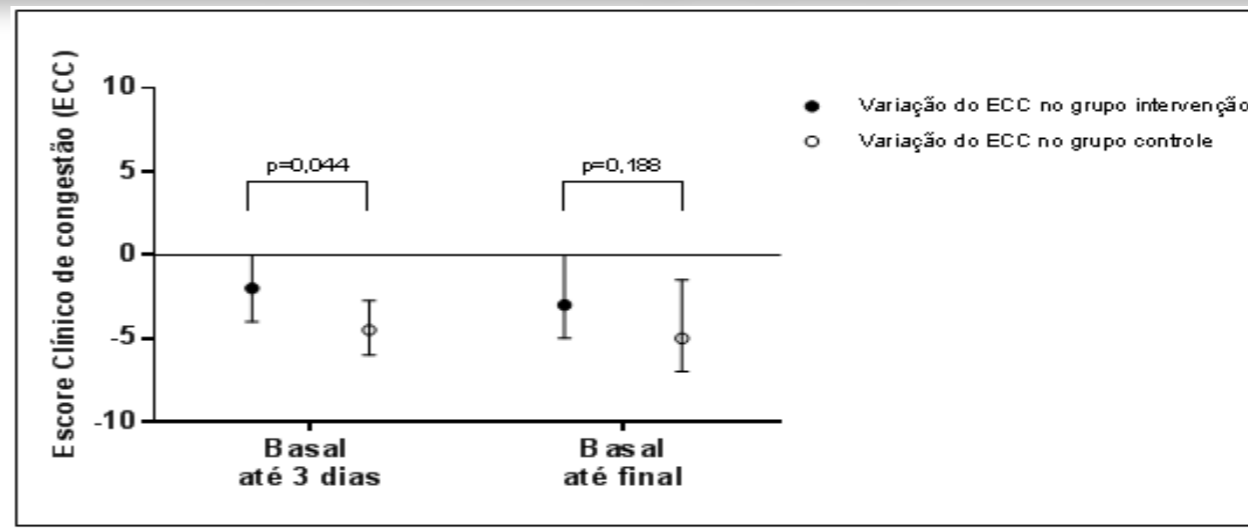 Escore Clínico de congestão (ECC)
10
5
0
-5
-10
p=0,044
p=0,188
Variação do ECC no grupo intervenção
Variação do ECC no grupo controle
Basal
até 3 dias
Basal
até final